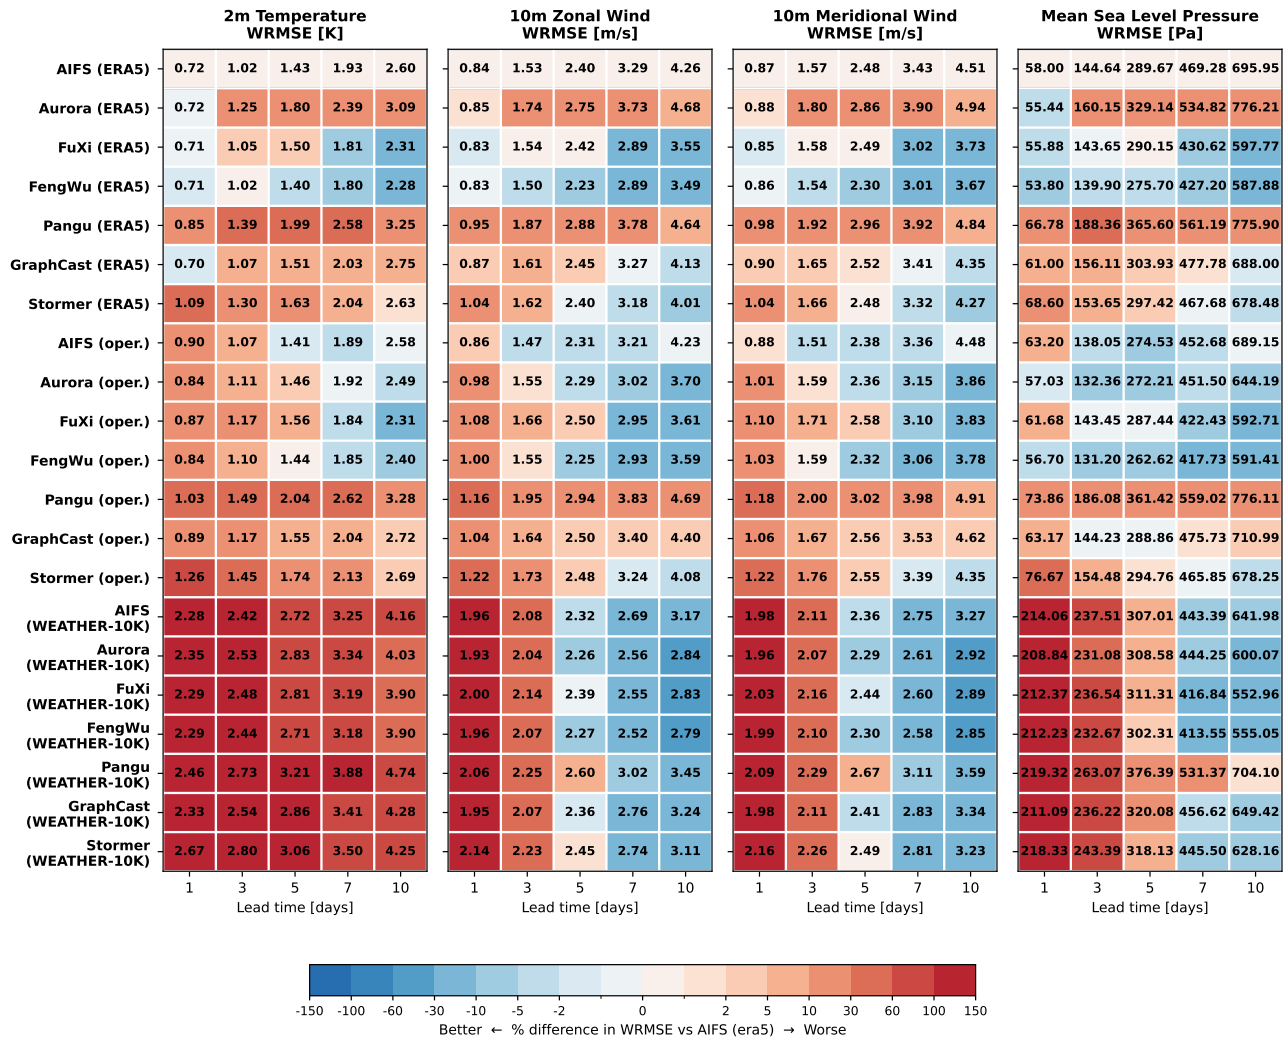 2m Temperature
WRMSE [K]
10m Zonal Wind
WRMSE [m/s]
10m Meridional Wind
WRMSE [m/s]
Mean Sea Level Pressure
WRMSE [Pa]
AIFS (ERA5) 0.72 1.02 1.43 1.93 2.60 0.84 1.53 2.40 3.29 4.26 0.87 1.57 2.48 3.43 4.51 58.00 144.64 289.67 469.28 695.95
Aurora (ERA5) 0.72 1.25 1.80 2.39 3.09 0.85 1.74 2.75 3.73 4.68 0.88 1.80 2.86 3.90 4.94 55.44 160.15 329.14 534.82 776.21
FuXi (ERA5) 0.71 1.05 1.50 1.81 2.31 0.83 1.54 2.42 2.89 3.55 0.85 1.58 2.49 3.02 3.73 55.88 143.65 290.15 430.62 597.77
FengWu (ERA5) 0.71 1.02 1.40 1.80 2.28 0.83 1.50 2.23 2.89 3.49 0.86 1.54 2.30 3.01 3.67 53.80 139.90 275.70 427.20 587.88
Pangu (ERA5) 0.85 1.39 1.99 2.58 3.25 0.95 1.87 2.88 3.78 4.64 0.98 1.92 2.96 3.92 4.84 66.78 188.36 365.60 561.19 775.90
GraphCast (ERA5) 0.70 1.07 1.51 2.03 2.75 0.87 1.61 2.45 3.27 4.13 0.90 1.65 2.52 3.41 4.35 61.00 156.11 303.93 477.78 688.00
Stormer (ERA5) 1.09 1.30 1.63 2.04 2.63 1.04 1.62 2.40 3.18 4.01 1.04 1.66 2.48 3.32 4.27 68.60 153.65 297.42 467.68 678.48
AIFS (oper.) 0.90 1.07 1.41 1.89 2.58 0.86 1.47 2.31 3.21 4.23 0.88 1.51 2.38 3.36 4.48 63.20 138.05 274.53 452.68 689.15
Aurora (oper.) 0.84 1.11 1.46 1.92 2.49 0.98 1.55 2.29 3.02 3.70 1.01 1.59 2.36 3.15 3.86 57.03 132.36 272.21 451.50 644.19
FuXi (oper.) 0.87 1.17 1.56 1.84 2.31 1.08 1.66 2.50 2.95 3.61 1.10 1.71 2.58 3.10 3.83 61.68 143.45 287.44 422.43 592.71
FengWu (oper.) 0.84 1.10 1.44 1.85 2.40 1.00 1.55 2.25 2.93 3.59 1.03 1.59 2.32 3.06 3.78 56.70 131.20 262.62 417.73 591.41
Pangu (oper.) 1.03 1.49 2.04 2.62 3.28 1.16 1.95 2.94 3.83 4.69 1.18 2.00 3.02 3.98 4.91 73.86 186.08 361.42 559.02 776.11
GraphCast (oper.) 0.89 1.17 1.55 2.04 2.72 1.04 1.64 2.50 3.40 4.40 1.06 1.67 2.56 3.53 4.62 63.17 144.23 288.86 475.73 710.99
Stormer (oper.) 1.26 1.45 1.74 2.13 2.69 1.22 1.73 2.48 3.24 4.08 1.22 1.76 2.55 3.39 4.35 76.67 154.48 294.76 465.85 678.25
AIFS
(WEATHER-10K) 2.28 2.42 2.72 3.25 4.16 1.96 2.08 2.32 2.69 3.17 1.98 2.11 2.36 2.75 3.27 214.06 237.51 307.01 443.39 641.98
Aurora
(WEATHER-10K) 2.35 2.53 2.83 3.34 4.03 1.93 2.04 2.26 2.56 2.84 1.96 2.07 2.29 2.61 2.92 208.84 231.08 308.58 444.25 600.07
FuXi
(WEATHER-10K) 2.29 2.48 2.81 3.19 3.90 2.00 2.14 2.39 2.55 2.83 2.03 2.16 2.44 2.60 2.89 212.37 236.54 311.31 416.84 552.96
FengWu
(WEATHER-10K) 2.29 2.44 2.71 3.18 3.90 1.96 2.07 2.27 2.52 2.79 1.99 2.10 2.30 2.58 2.85 212.23 232.67 302.31 413.55 555.05
Pangu
(WEATHER-10K) 2.46 2.73 3.21 3.88 4.74 2.06 2.25 2.60 3.02 3.45 2.09 2.29 2.67 3.11 3.59 219.32 263.07 376.39 531.37 704.10
GraphCast
(WEATHER-10K) 2.33 2.54 2.86 3.41 4.28 1.95 2.07 2.36 2.76 3.24 1.98 2.11 2.41 2.83 3.34 211.09 236.22 320.08 456.62 649.42
Stormer
(WEATHER-10K) 2.67 2.80 3.06 3.50 4.25 2.14 2.23 2.45 2.74 3.11 2.16 2.26 2.49 2.81 3.23 218.33 243.39 318.13 445.50 628.16
1 3 5 7 10 1 3 5 7 10 1 3 5 7 10 1 3 5 7 10
Lead time [days] Lead time [days] Lead time [days] Lead time [days]
-150 -100 -60 -30 -10 -5 -2 0 2 5 10 30 60 100 150
Better ← % difference in WRMSE vs AIFS (era5) → Worse